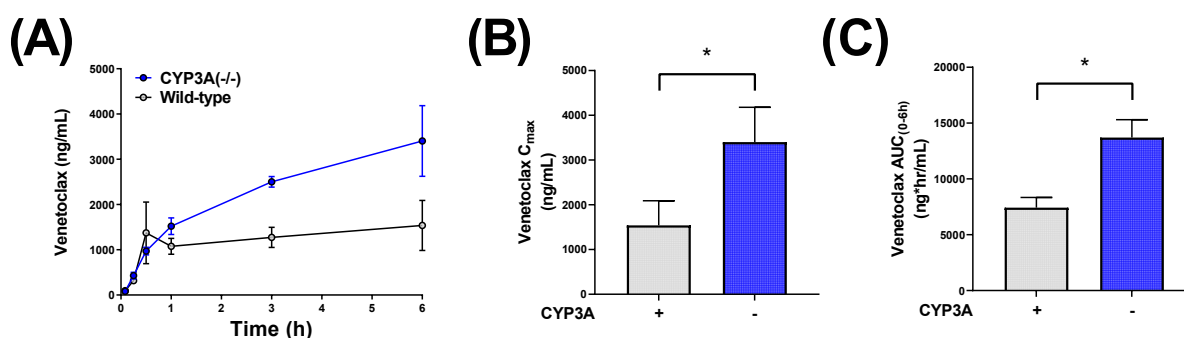 (A)
Venetoclax (ng/mL)
5000
4000
3000
2000
1000
0
CYP3A(-/-)
Wild-type
0 1 2 3 4 5 6
Time (h)
(B)
Venetoclax Cmax
(ng/mL)
5000
4000
3000
2000
1000
0
*
CYP3A + -
(C)
Venetoclax AUC(0-6h)
(ng*hr/mL)
20000
15000
10000
5000
0
*
CYP3A + -